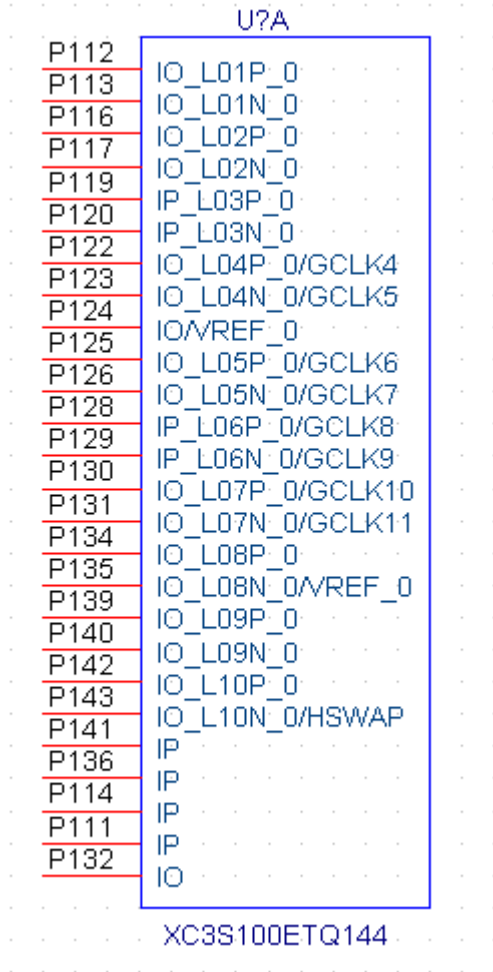 U?A
P112 IO_L01P_0
P113 IO_L01N_0
P116 IO_L02P_0
P117 IO_L02N_0
P119 IP_L03P_0
P120 IP_L03N_0
P122 IO_L04P_0/GCLK4
P123 IO_L04N_0/GCLK5
P124 IO/VREF_0
P125 IO_L05P_0/GCLK6
P126 IO_L05N_0/GCLK7
P128 IP_L06P_0/GCLK8
P129 IP_L06N_0/GCLK9
P130 IO_L07P_0/GCLK10
P131 IO_L07N_0/GCLK11
P134 IO_L08P_0
P135 IO_L08N_0/VREF_0
P139 IO_L09P_0
P140 IO_L09N_0
P142 IO_L10P_0
P143 IO_L10N_0/HSWAP
P141 IP
P136 IP
P114 IP
P111 IP
P132 IO
XC3S100ETQ144